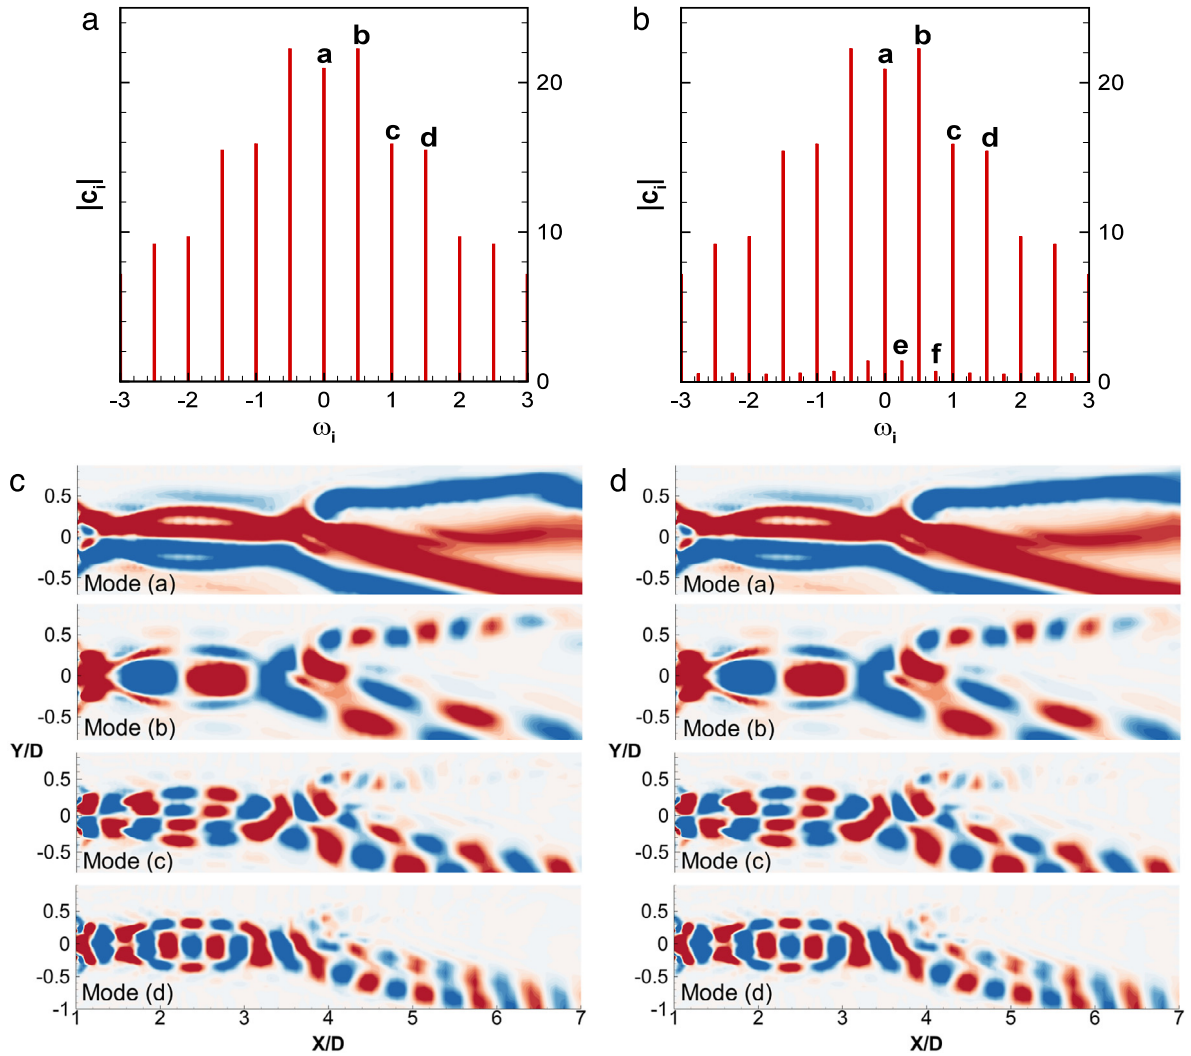 a
b
a
b
c
d
|c_i|
20
10
0
-3 -2 -1 0 1 2 3
ω_i
a
b
c
d
e
f
|c_i|
20
10
0
-3 -2 -1 0 1 2 3
ω_i
c
0.5
0
-0.5
Mode (a)
0.5
0
-0.5
Mode (b)
Y/D
0.5
0
-0.5
Mode (c)
0.5
0
-0.5
-1
Mode (d)
1 2 3 4 5 6 7
X/D
d
0.5
0
-0.5
Mode (a)
0.5
0
-0.5
Mode (b)
Y/D
0.5
0
-0.5
Mode (c)
0.5
0
-0.5
-1
Mode (d)
1 2 3 4 5 6 7
X/D